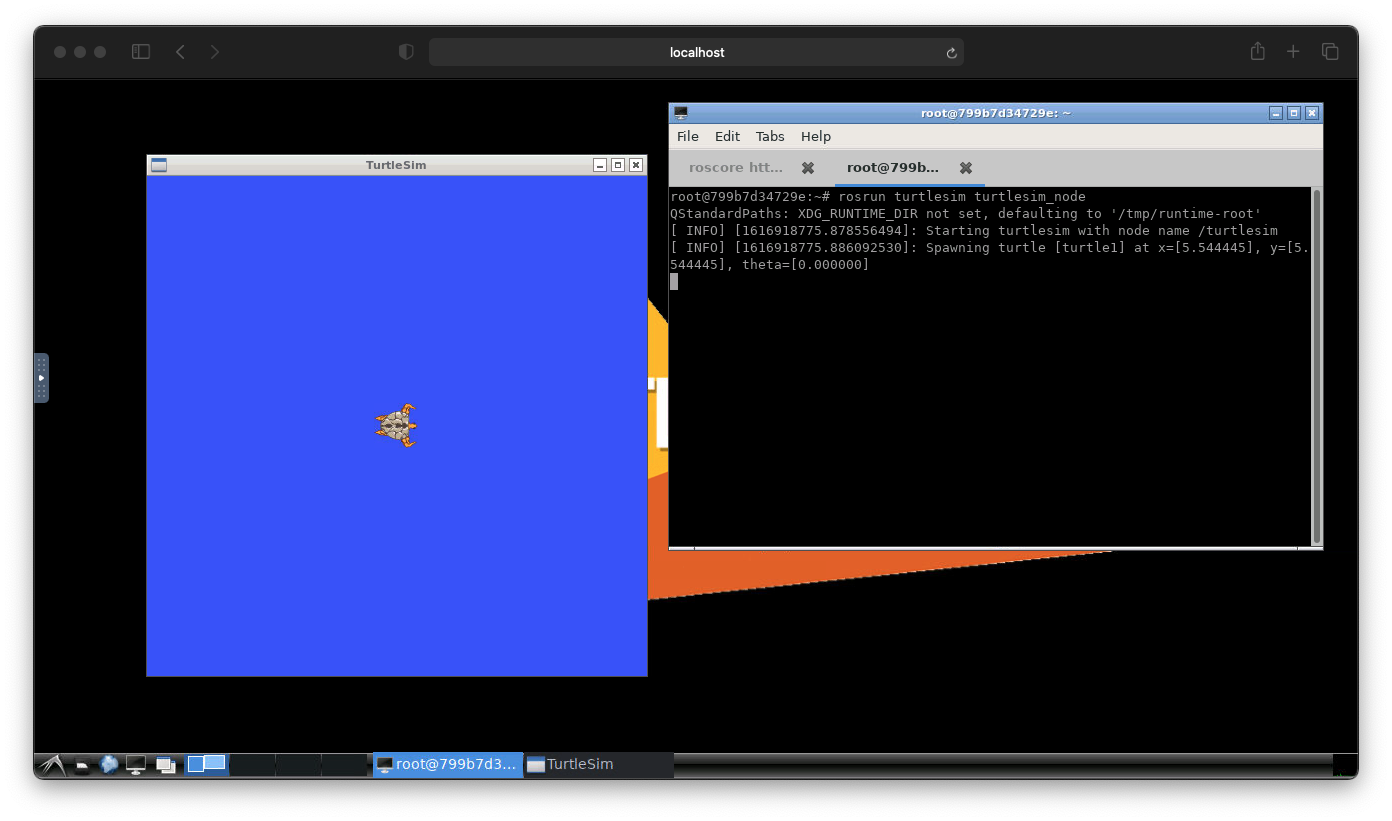 localhost
root@799b7d34729e: ~
File Edit Tabs Help
roscore htt... root@799b...
root@799b7d34729e:~# rosrun turtlesim turtlesim_node
QStandardPaths: XDG_RUNTIME_DIR not set, defaulting to '/tmp/runtime-root'
[ INFO] [1616918775.878556494]: Starting turtlesim with node name /turtlesim
[ INFO] [1616918775.886092530]: Spawning turtle [turtle1] at x=[5.544445], y=[5.
544445], theta=[0.000000]
TurtleSim
root@799b7d3... TurtleSim